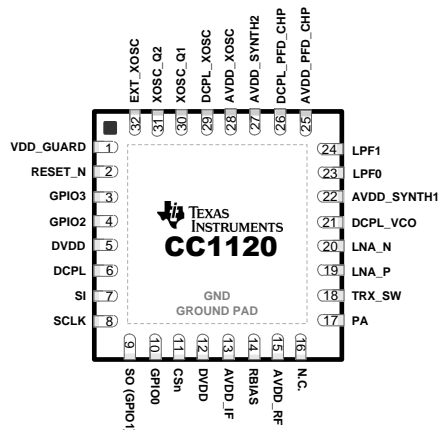 EXT_XOSC
XOSC_Q2
XOSC_Q1
DCPL_XOSC
AVDD_XOSC
AVDD_SYNTH2
DCPL_PFD_CHP
AVDD_PFD_CHP
32
31
30
29
28
27
26
25
VDD_GUARD 1
RESET_N 2
GPIO3 3
GPIO2 4
DVDD 5
DCPL 6
SI 7
SCLK 8
24 LPF1
23 LPF0
22 AVDD_SYNTH1
21 DCPL_VCO
20 LNA_N
19 LNA_P
18 TRX_SW
17 PA
TEXAS
INSTRUMENTS
CC1120
GND
GROUND PAD
9
10
11
12
13
14
15
16
SO (GPIO1
GPIO0
CSn
DVDD
AVDD_IF
RBIAS
AVDD_RF
N.C.